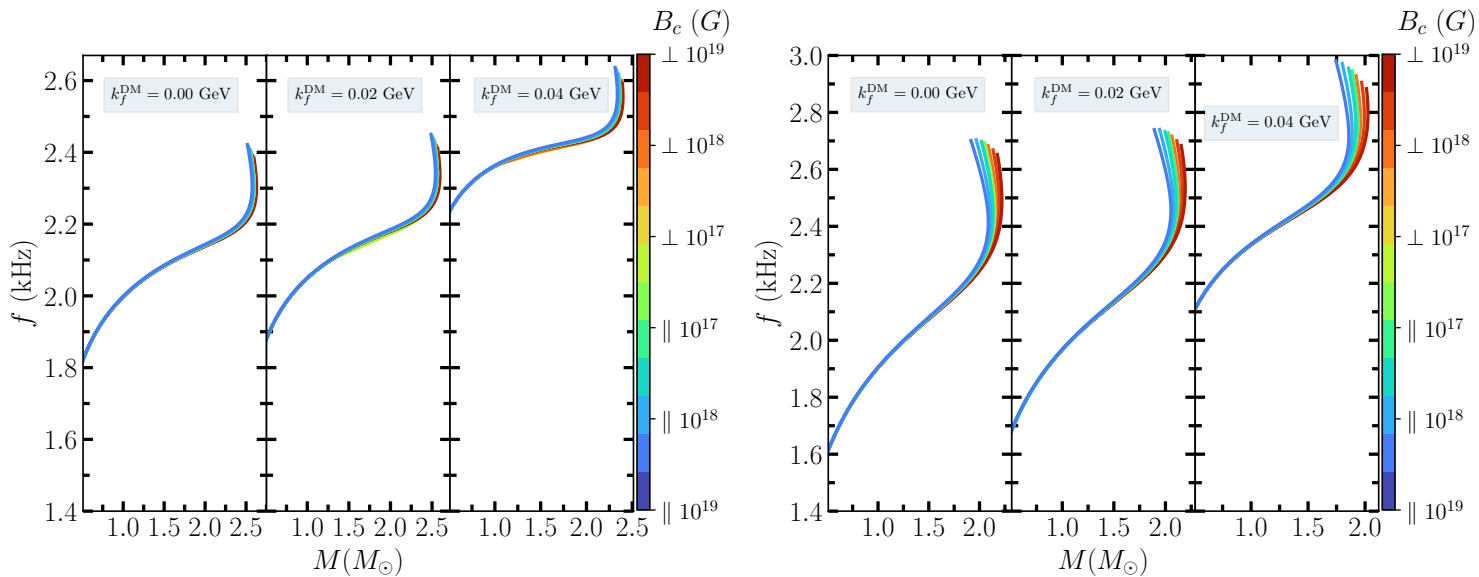 B_c (G)
k_f^DM = 0.00 GeV
k_f^DM = 0.02 GeV
k_f^DM = 0.04 GeV
2.6
2.4
2.2
2.0
1.8
1.6
1.4
f (kHz)
1.0 1.5 2.0 2.5
1.0 1.5 2.0 2.5
1.0 1.5 2.0 2.5
M(M_⊙)
⊥ 10^19
⊥ 10^18
⊥ 10^17
∥ 10^17
∥ 10^18
∥ 10^19
B_c (G)
k_f^DM = 0.00 GeV
k_f^DM = 0.02 GeV
k_f^DM = 0.04 GeV
3.0
2.8
2.6
2.4
2.2
2.0
1.8
1.6
1.4
f (kHz)
1.0 1.5 2.0
1.0 1.5 2.0
1.0 1.5 2.0
M(M_⊙)
⊥ 10^19
⊥ 10^18
⊥ 10^17
∥ 10^17
∥ 10^18
∥ 10^19